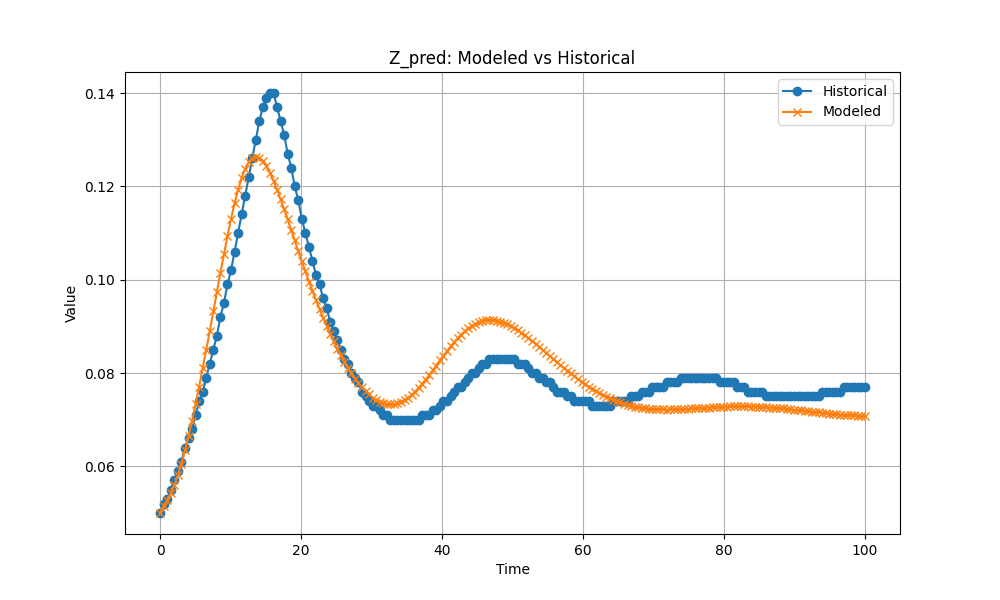 Z_pred: Modeled vs Historical
Historical
Modeled
0.14
0.12
0.10
0.08
0.06
Value
0
20
40
60
80
100
Time